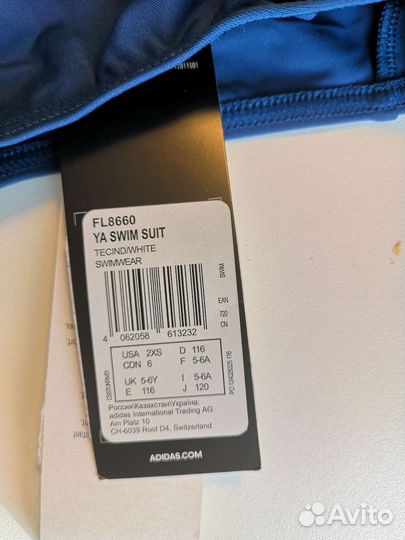 FL8660
YA SWIM SUIT
TECIND/WHITE
SWIMWEAR
SWIM
EAN
720
CN
4 062058 613232
USA 2XS D 116
CDN 6 F 5-6A
UK 5-6Y I 5-6A
E 116 J 120
Россия/Казахстан/Україна:
adidas International Trading AG
Am Platz 10
CH-6039 Root D4, Switzerland
ADIDAS.COM
Avito